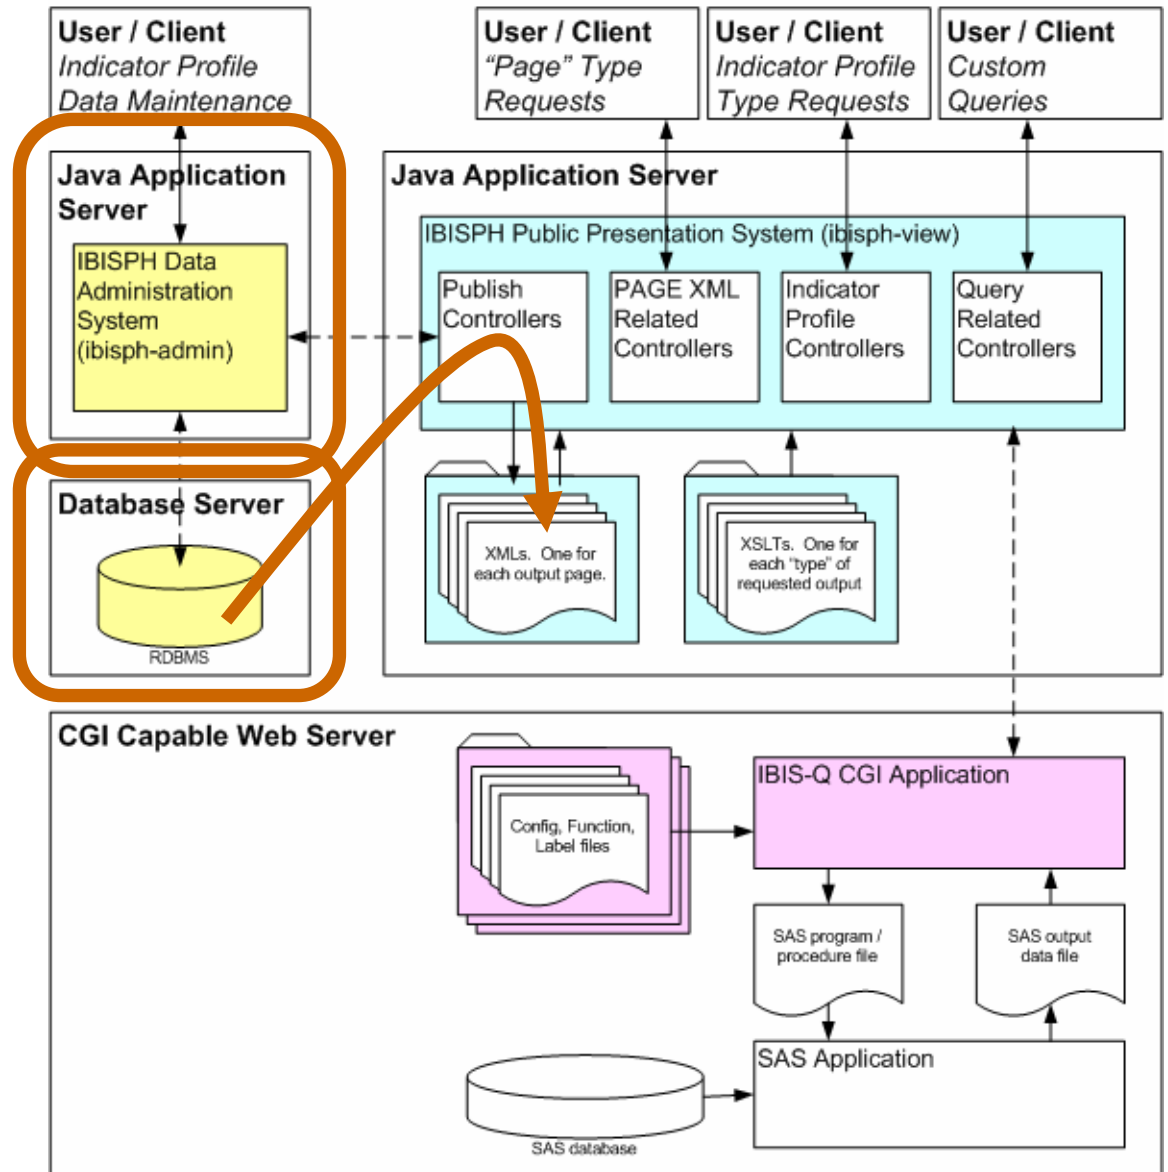 User / Client
Indicator Profile
Data Maintenance
User / Client
“Page” Type
Requests
User / Client
Indicator Profile
Type Requests
User / Client
Custom
Queries
Java Application
Server
IBISPH Data
Administration
System
(ibisph-admin)
Java Application Server
IBISPH Public Presentation System (ibisph-view)
Publish
Controllers
PAGE XML
Related
Controllers
Indicator
Profile
Controllers
Query
Related
Controllers
Database Server
RDBMS
XMLs. One for
each output page.
XSLTs. One for
each “type” of
requested output
CGI Capable Web Server
Config, Function,
Label files
IBIS-Q CGI Application
SAS program /
procedure file
SAS output
data file
SAS Application
SAS database